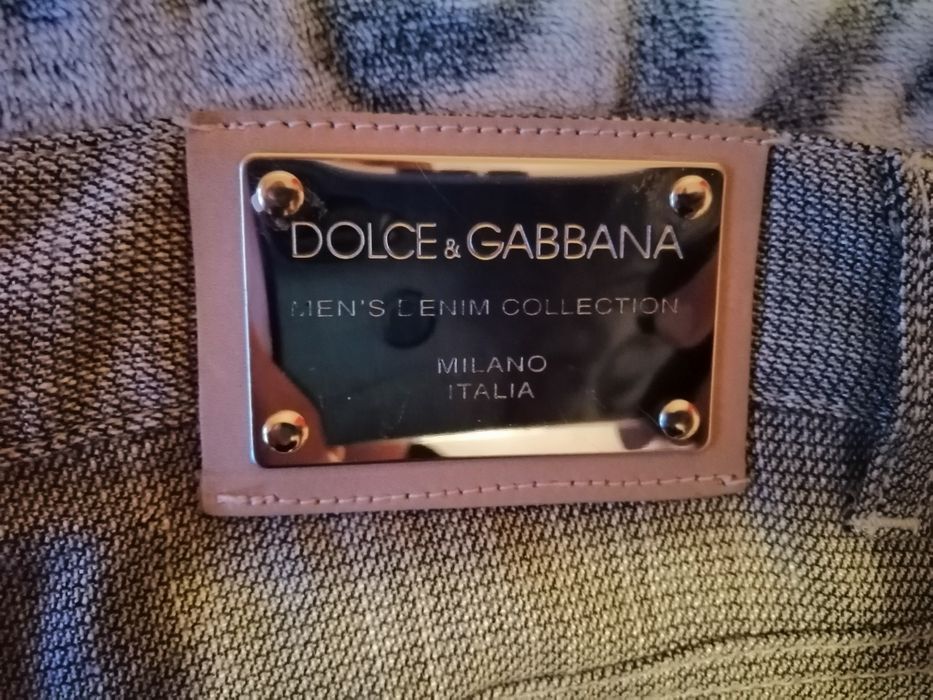 DOLCE & GABBANA
MEN'S DENIM COLLECTION
MILANO
ITALIA